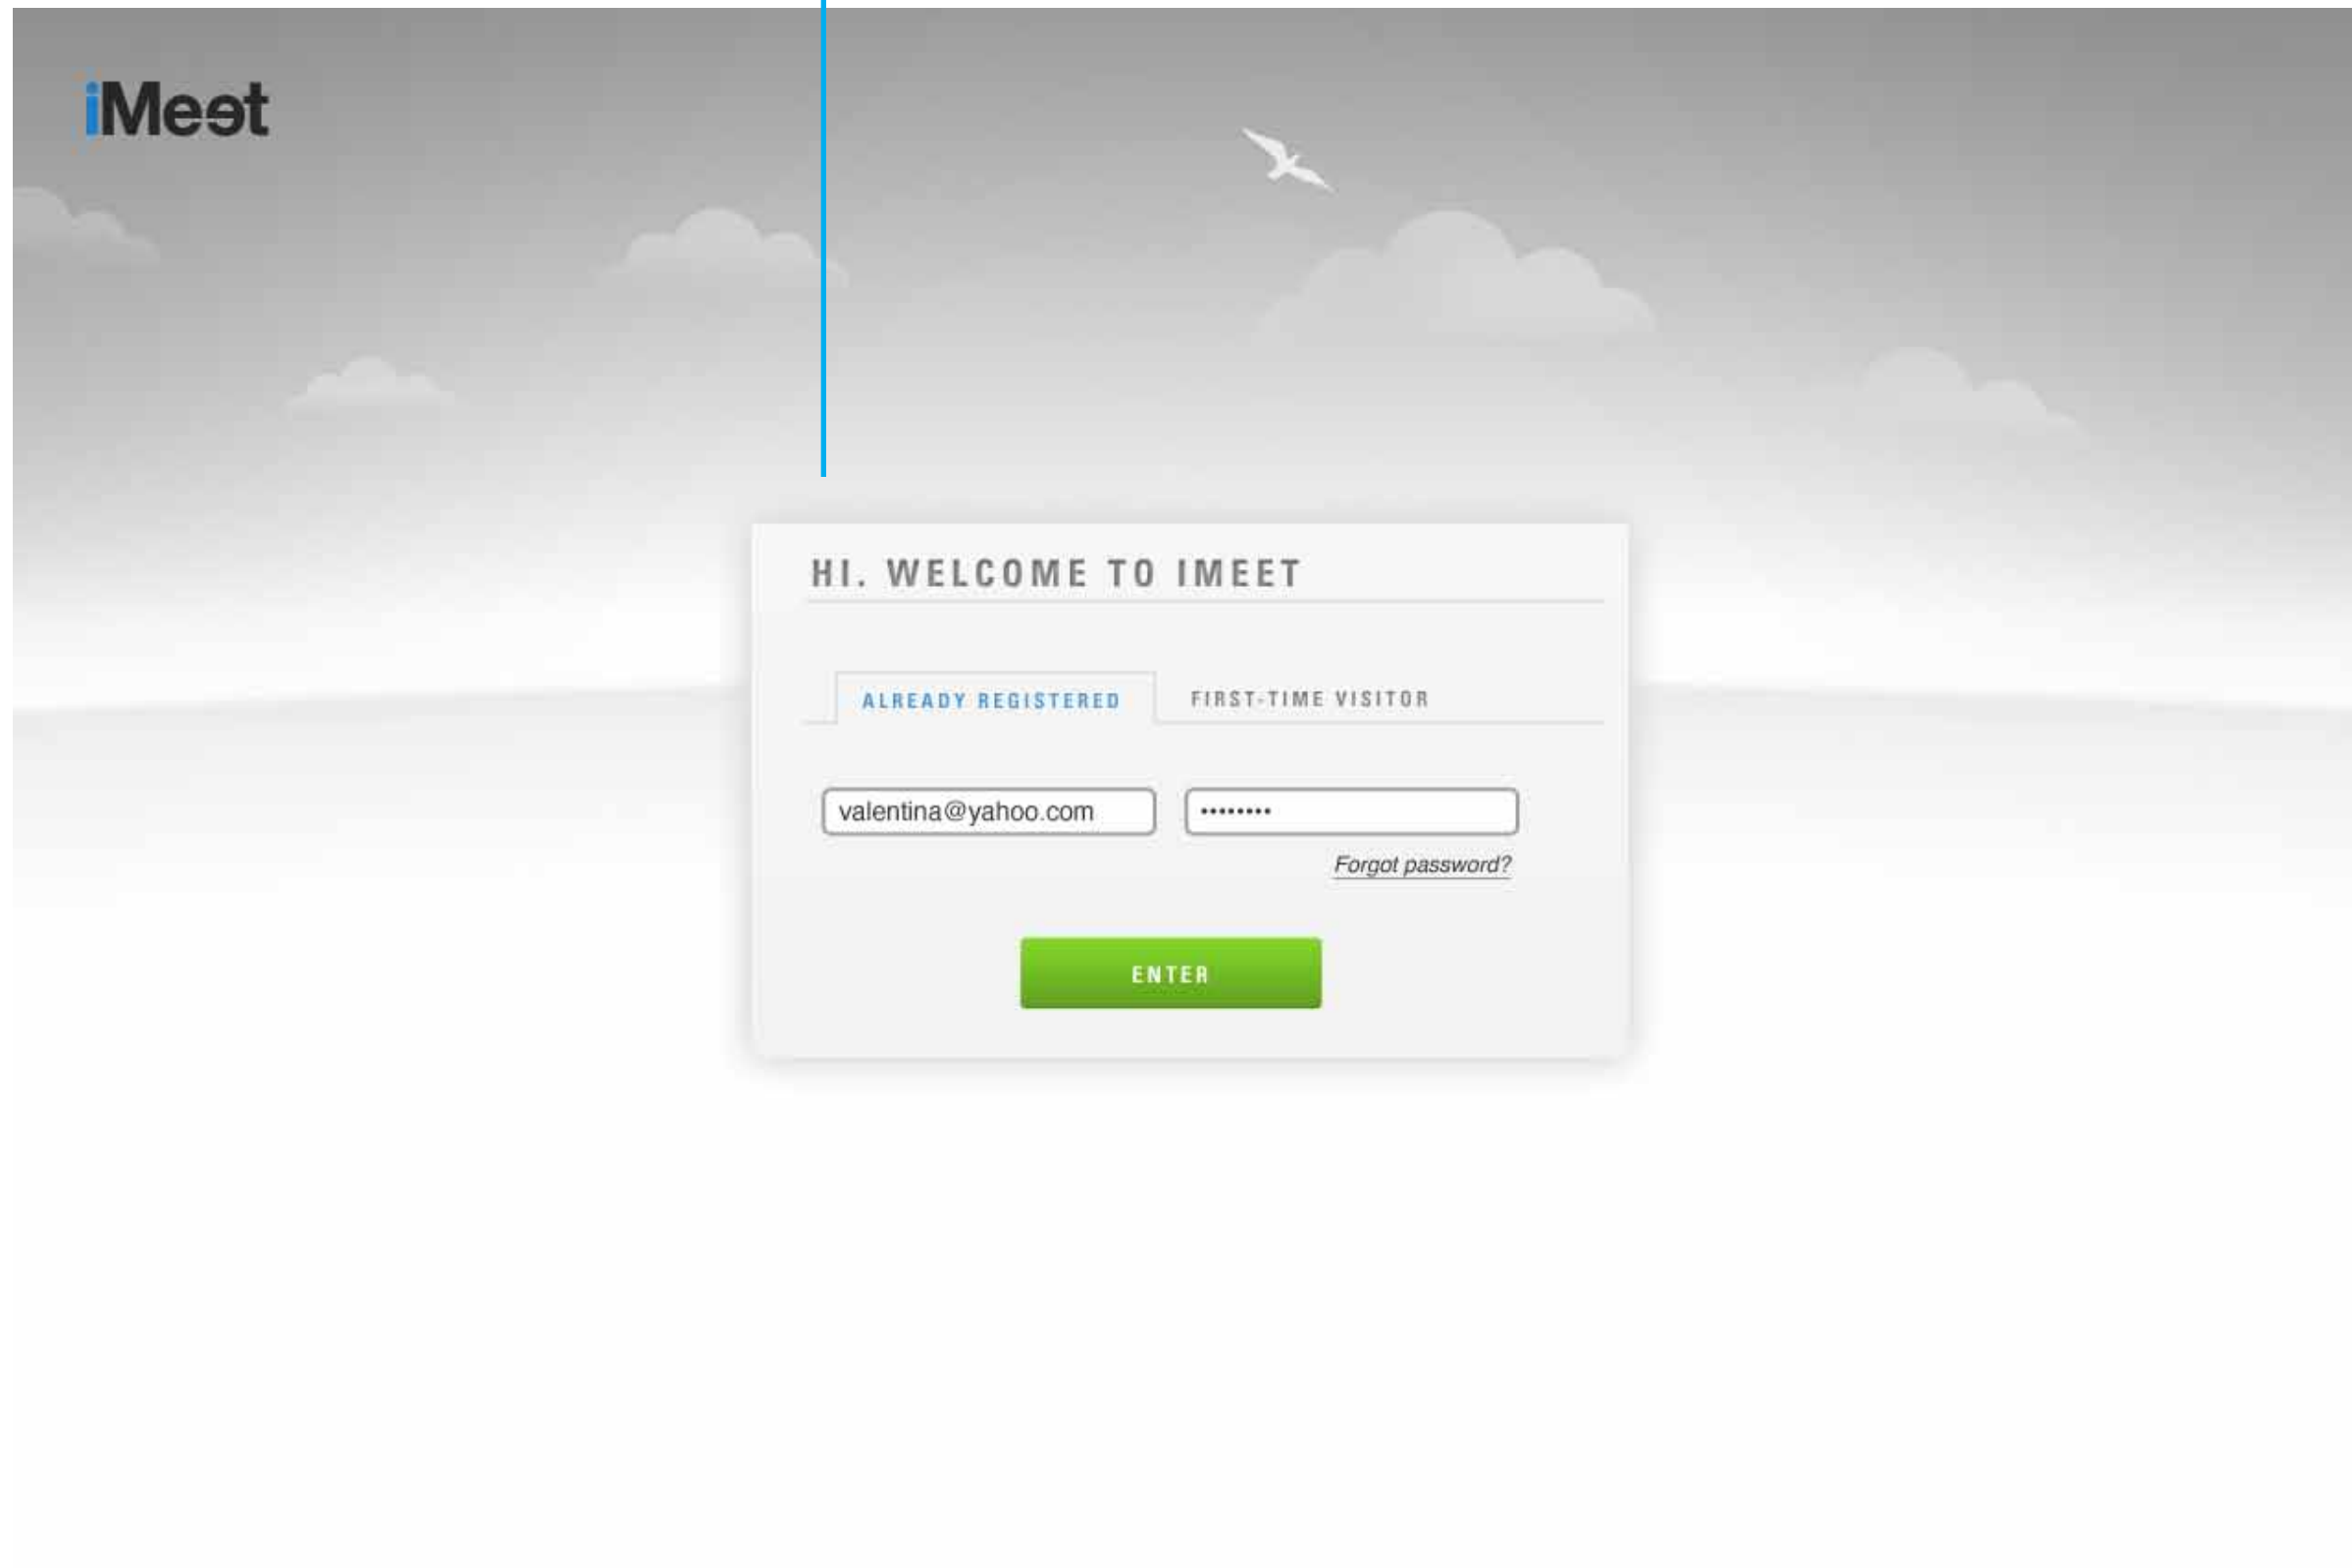 iMeet
HI. WELCOME TO IMEET
ALREADY REGISTERED FIRST-TIME VISITOR
valentina@yahoo.com ••••••••
Forgot password?
ENTER